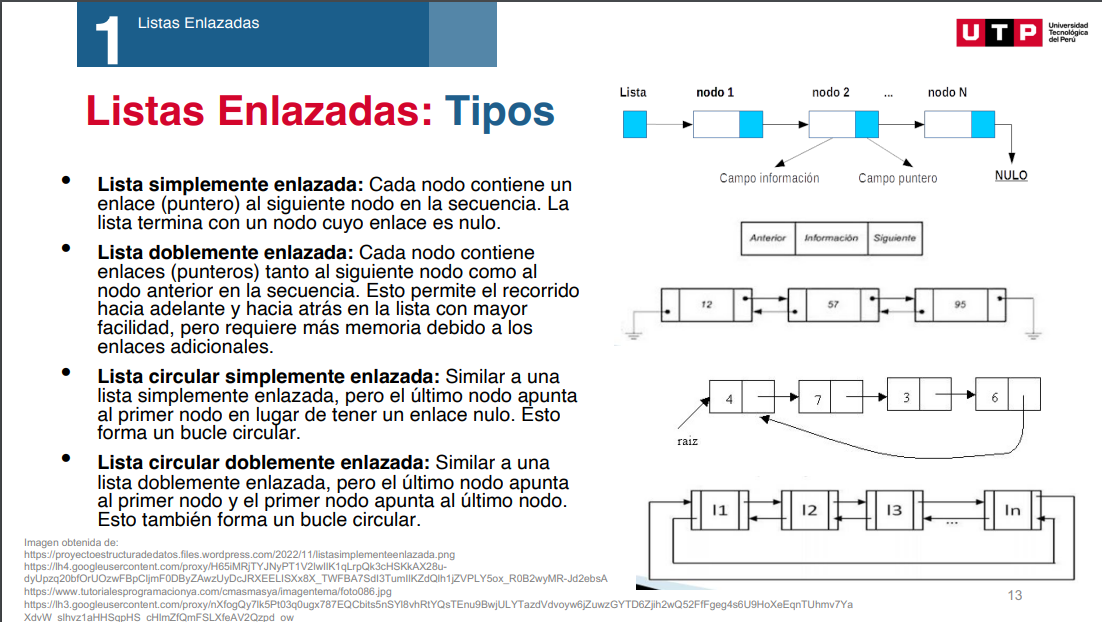 1
Listas Enlazadas
UTP
Universidad
Tecnológica
del Perú
Listas Enlazadas: Tipos
• Lista simplemente enlazada: Cada nodo contiene un
enlace (puntero) al siguiente nodo en la secuencia. La
lista termina con un nodo cuyo enlace es nulo.
• Lista doblemente enlazada: Cada nodo contiene
enlaces (punteros) tanto al siguiente nodo como al
nodo anterior en la secuencia. Esto permite el recorrido
hacia adelante y hacia atrás en la lista con mayor
facilidad, pero requiere más memoria debido a los
enlaces adicionales.
• Lista circular simplemente enlazada: Similar a una
lista simplemente enlazada, pero el último nodo apunta
al primer nodo en lugar de tener un enlace nulo. Esto
forma un bucle circular.
• Lista circular doblemente enlazada: Similar a una
lista doblemente enlazada, pero el último nodo apunta
al primer nodo y el primer nodo apunta al último nodo.
Esto también forma un bucle circular.
Lista nodo 1 nodo 2 ... nodo N
Campo información Campo puntero NULO
Anterior Información Siguiente
12 57 95
4 7 3 6
raiz
I1 I2 I3 ... In
Imagen obtenida de:
https://proyectoestructuradedatos.files.wordpress.com/2022/11/listasimplementeenlazada.png
https://lh4.googleusercontent.com/proxy/H65iMRjTYJNyPT1V2IwIIK1qLrpQk3cHSKkAX28u-
dyUpzq20bfOrUOzwFBpCljmF0DByZAwzUyDcJRXEELISXx8X_TWFBA7SdI3TumIIKZdQlh1jZVPLY5ox_R0B2wyMR-Jd2ebsA
https://www.tutorialesprogramacionya.com/cmasmasya/imagentema/foto086.jpg
https://lh3.googleusercontent.com/proxy/nXfogQy7Ik5Pt03q0ugx787EQCbits5nSYl8vhRtYQsTEnu9BwjULYTazdVdvoyw6jZuwzGYTD6Zjih2wQ52FfFgeg4s6U9HoXeEqnTUhmv7Ya
XdvW_slhvz1aHHSqpHS_cHlmZfQmFSLXfeAV2Qzpd_ow
13